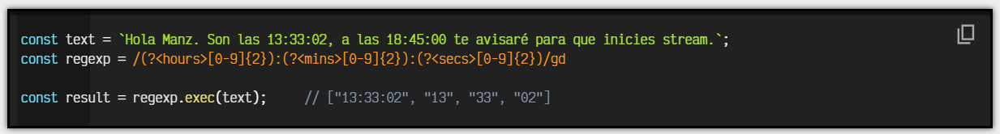 const text = `Hola Manz. Son las 13:33:02, a las 18:45:00 te avisaré para que inicies stream.`;
const regexp = /(?<hours>[0-9]{2}):(?<mins>[0-9]{2}):(?<secs>[0-9]{2})/gd
const result = regexp.exec(text);     // ["13:33:02", "13", "33", "02"]